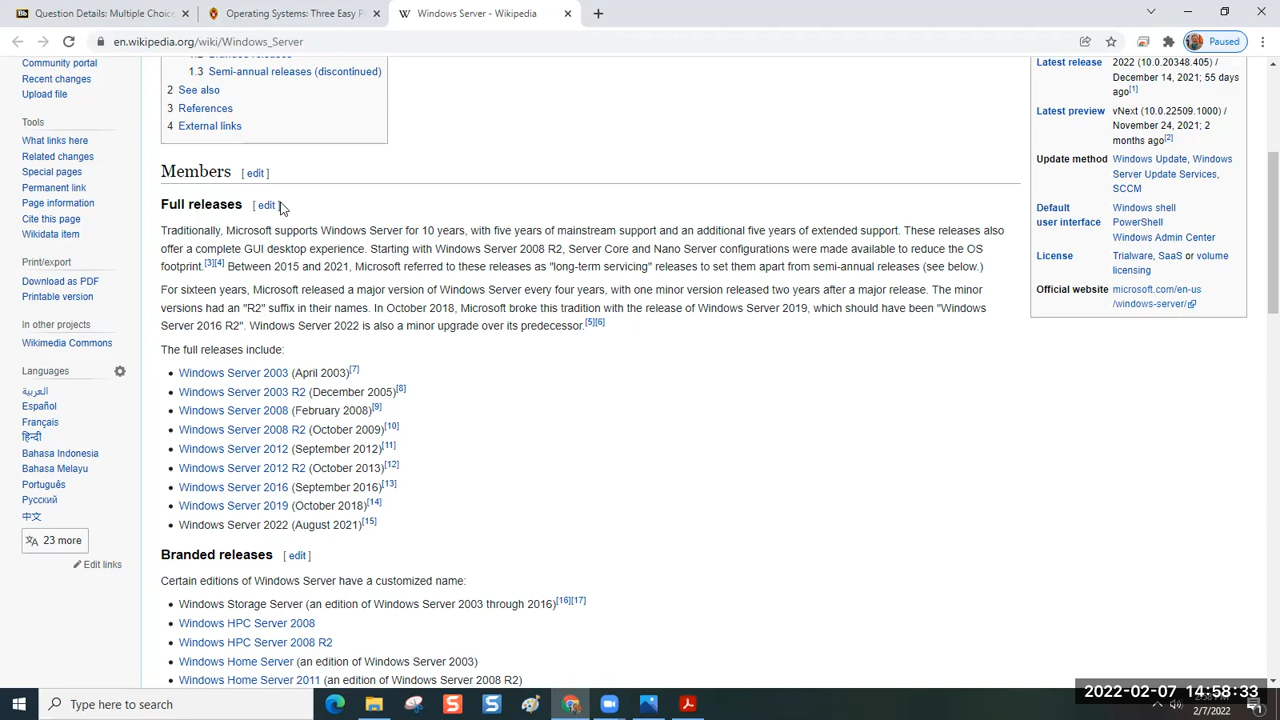 Question Details: Multiple Choice
Operating Systems: Three Easy P
Windows Server - Wikipedia
en.wikipedia.org/wiki/Windows_Server
Paused
Community portal
Recent changes
Upload file
Tools
What links here
Related changes
Special pages
Permanent link
Page information
Cite this page
Wikidata item
Print/export
Download as PDF
Printable version
In other projects
Wikimedia Commons
Languages
العربية
Español
Français
हिन्दी
Bahasa Indonesia
Bahasa Melayu
Português
Русский
中文
23 more
Edit links
1.3 Semi-annual releases (discontinued)
2 See also
3 References
4 External links
Members [ edit ]
Full releases [ edit ]
Traditionally, Microsoft supports Windows Server for 10 years, with five years of mainstream support and an additional five years of extended support. These releases also
offer a complete GUI desktop experience. Starting with Windows Server 2008 R2, Server Core and Nano Server configurations were made available to reduce the OS
footprint.[3][4] Between 2015 and 2021, Microsoft referred to these releases as "long-term servicing" releases to set them apart from semi-annual releases (see below.)
For sixteen years, Microsoft released a major version of Windows Server every four years, with one minor version released two years after a major release. The minor
versions had an "R2" suffix in their names. In October 2018, Microsoft broke this tradition with the release of Windows Server 2019, which should have been "Windows
Server 2016 R2". Windows Server 2022 is also a minor upgrade over its predecessor.[5][6]
The full releases include:
• Windows Server 2003 (April 2003)[7]
• Windows Server 2003 R2 (December 2005)[8]
• Windows Server 2008 (February 2008)[9]
• Windows Server 2008 R2 (October 2009)[10]
• Windows Server 2012 (September 2012)[11]
• Windows Server 2012 R2 (October 2013)[12]
• Windows Server 2016 (September 2016)[13]
• Windows Server 2019 (October 2018)[14]
• Windows Server 2022 (August 2021)[15]
Branded releases [ edit ]
Certain editions of Windows Server have a customized name:
• Windows Storage Server (an edition of Windows Server 2003 through 2016)[16][17]
• Windows HPC Server 2008
• Windows HPC Server 2008 R2
• Windows Home Server (an edition of Windows Server 2003)
• Windows Home Server 2011 (an edition of Windows Server 2008 R2)
Latest release 2022 (10.0.20348.405) /
December 14, 2021; 55 days
ago[1]
Latest preview vNext (10.0.22509.1000) /
November 24, 2021; 2
months ago[2]
Update method Windows Update, Windows
Server Update Services,
SCCM
Default Windows shell
user interface PowerShell
Windows Admin Center
License Trialware, SaaS or volume
licensing
Official website microsoft.com/en-us
/windows-server/
Type here to search
2022-02-07 14:58:33
2/7/2022